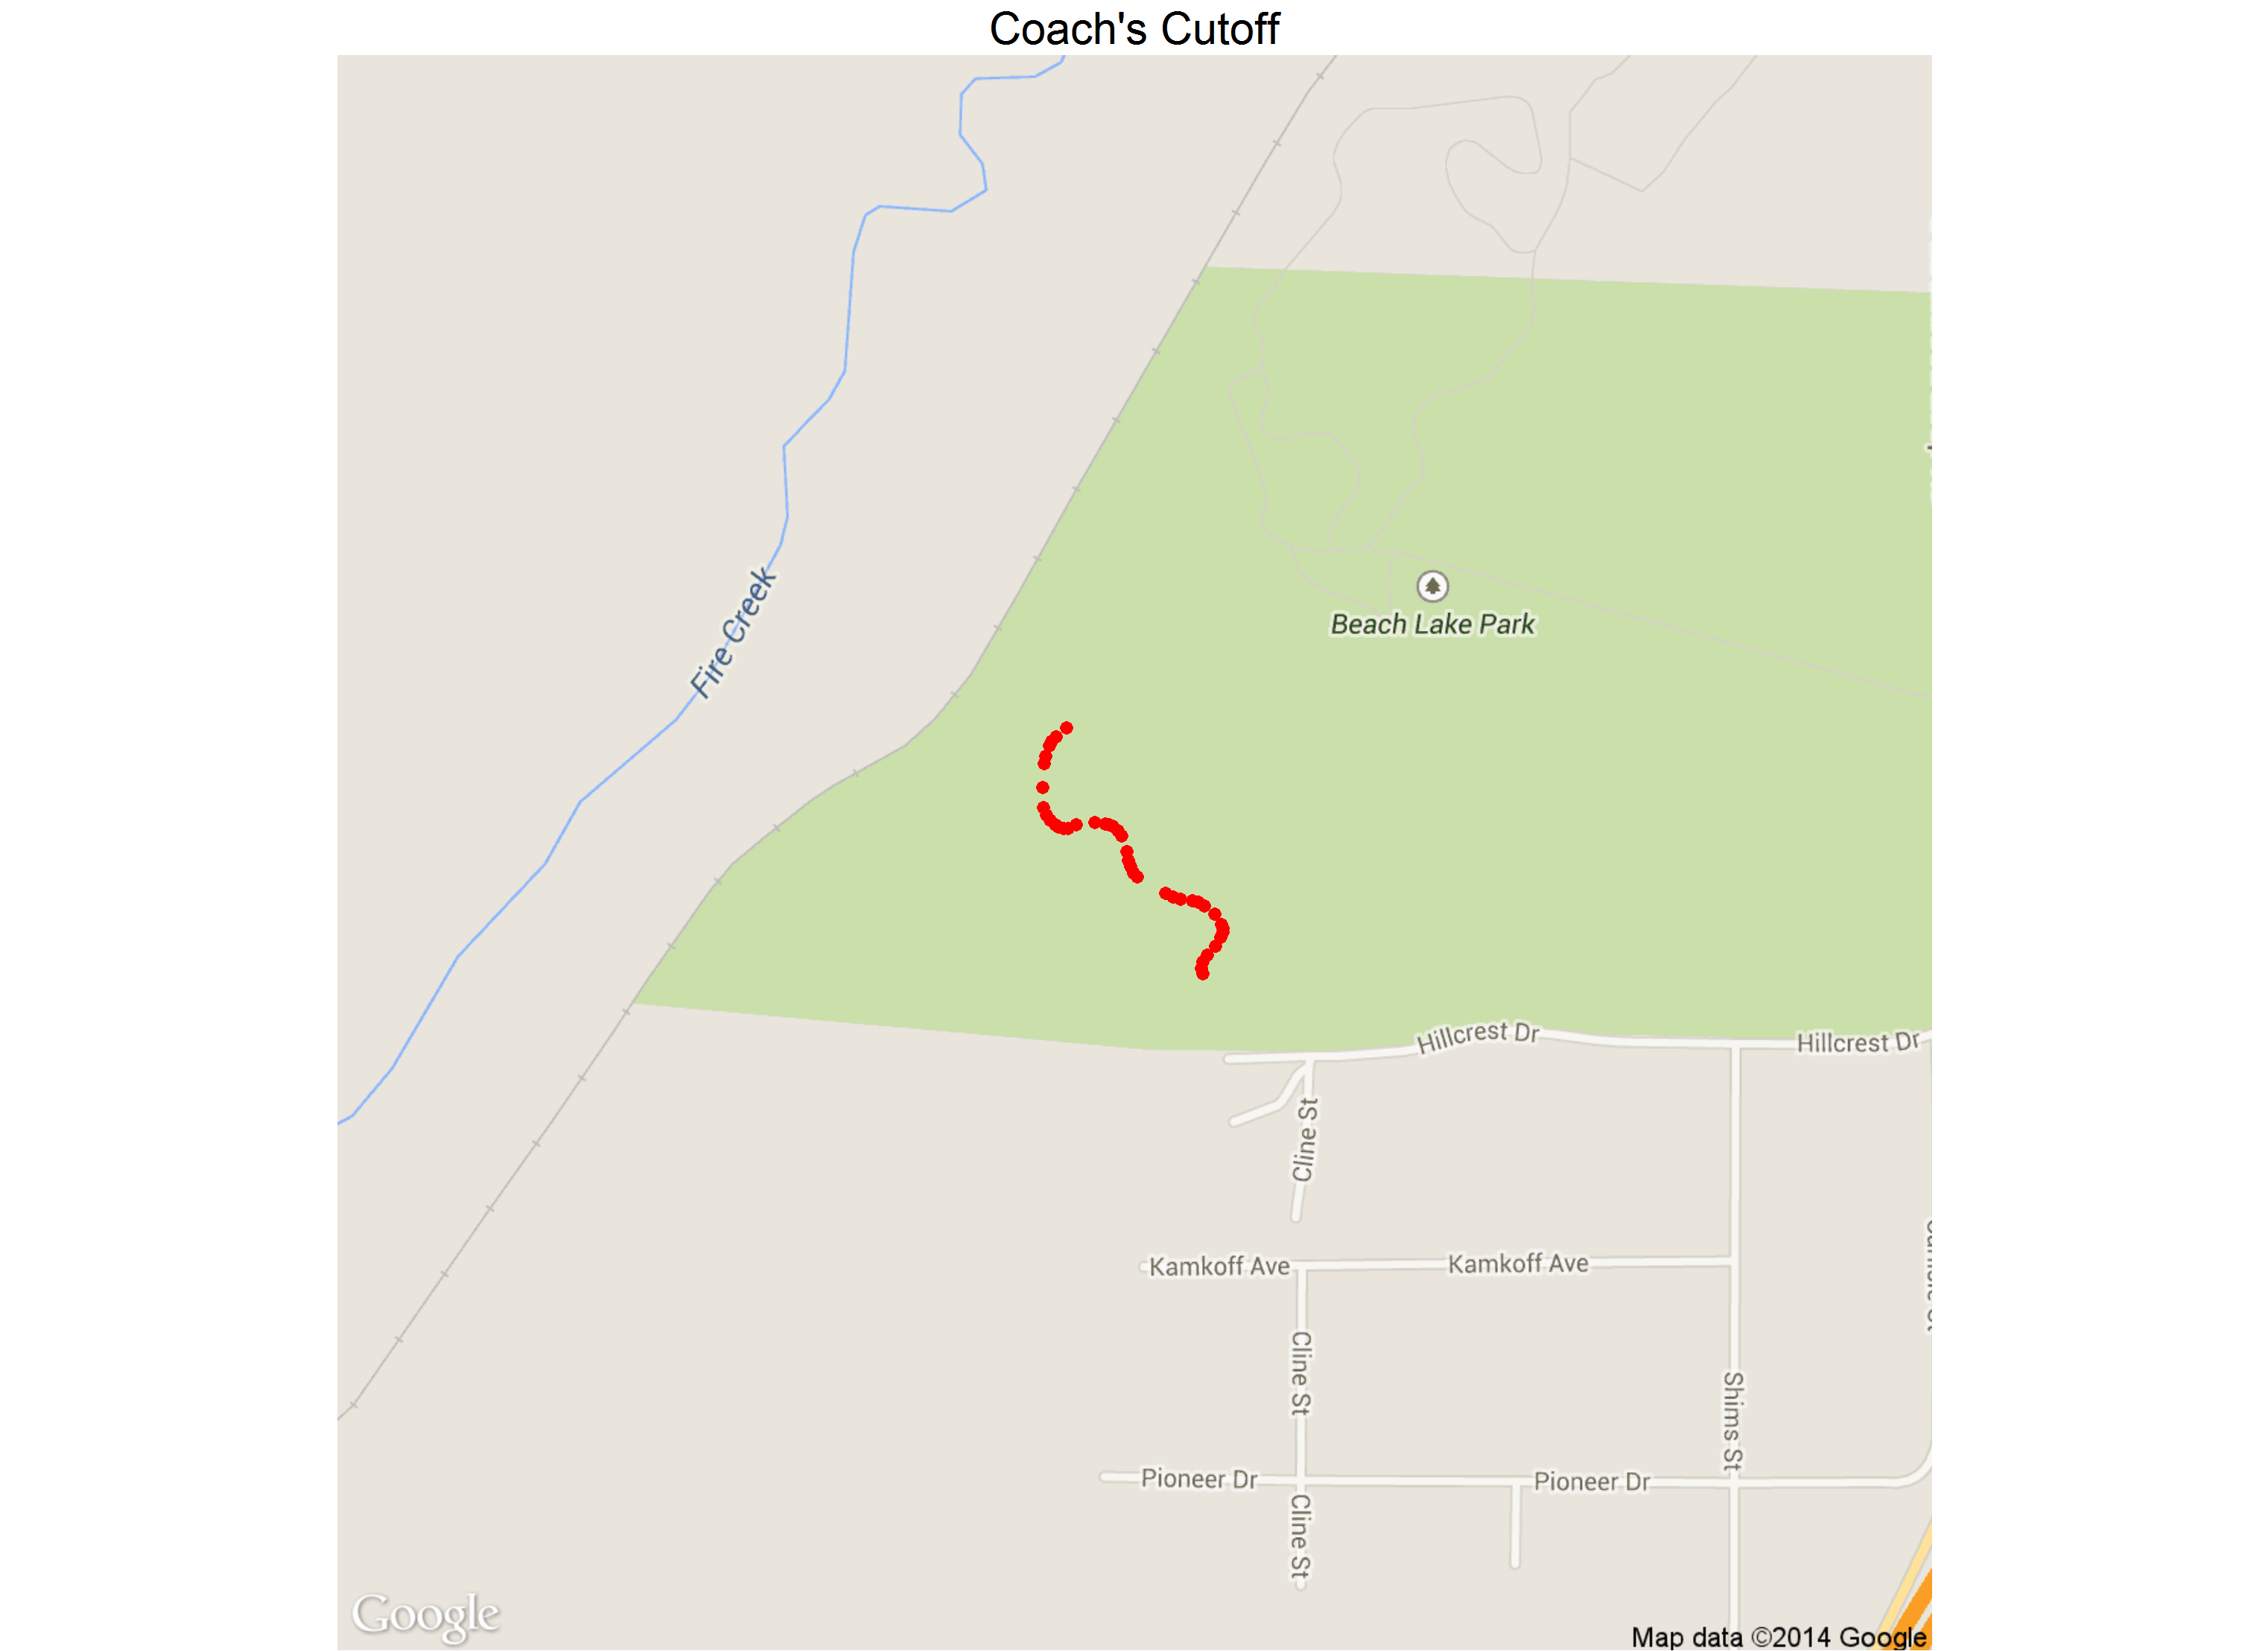 Coach's Cutoff
Fire Creek
Beach Lake Park
Hillcrest Dr
Hillcrest Dr
Cline St
Kamkoff Ave
Kamkoff Ave
Cline St
Shims St
Pioneer Dr
Pioneer Dr
Cline St
Google
Map data ©2014 Google